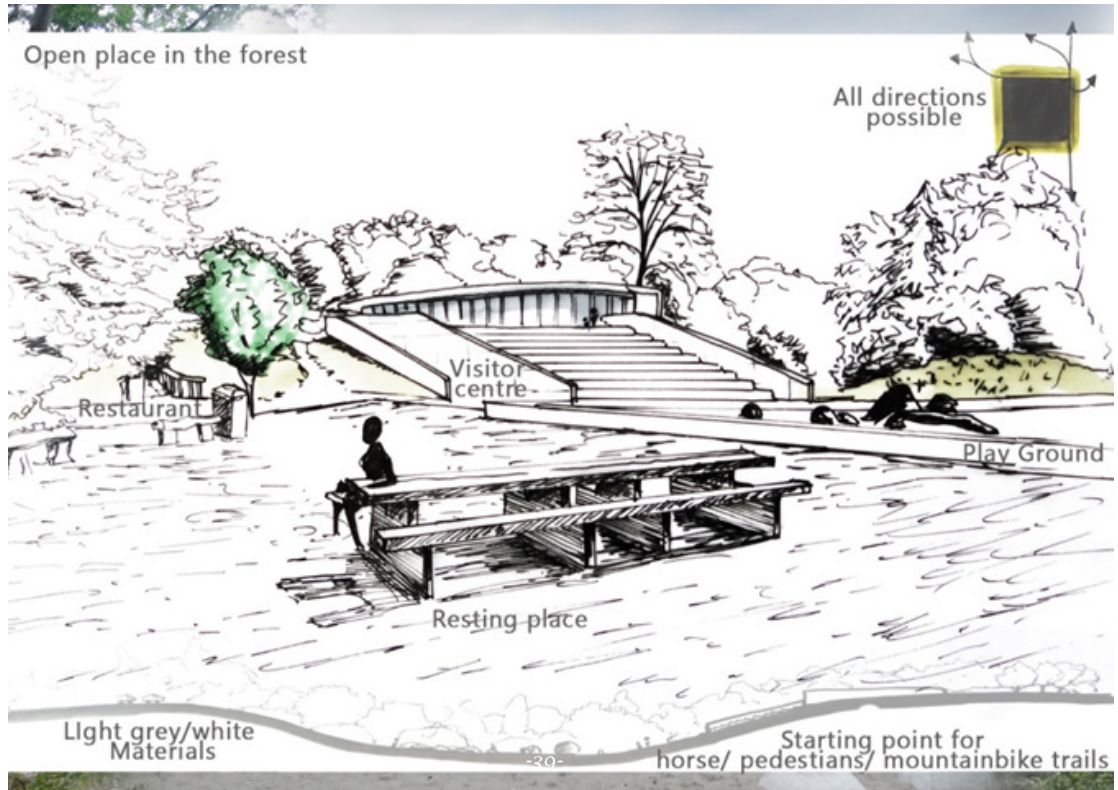 Open place in the forest
All directions
possible
Visitor
centre
Restaurant
Play Ground
Resting place
LIght grey/white
Materials
Starting point for
horse/ pedestians/ mountainbike trails
-39-